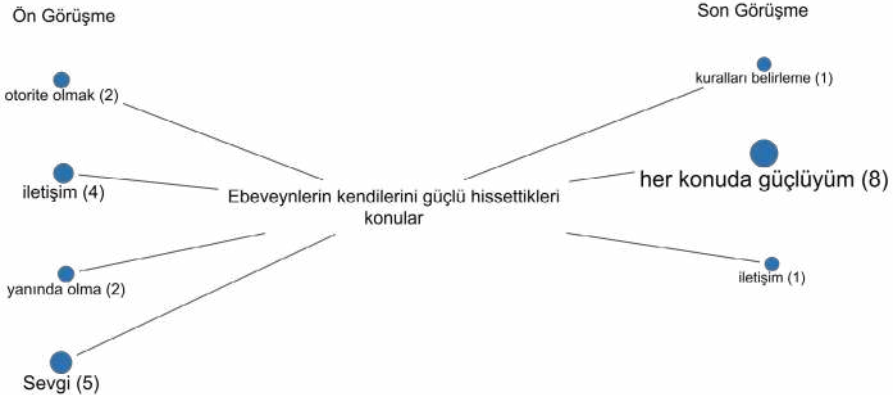 Ön Görüşme
otorite olmak (2)
iletişim (4)
yanında olma (2)
Sevgi (5)
Ebeveynlerin kendilerini güçlü hissettikleri
konular
Son Görüşme
kuralları belirleme (1)
her konuda güçlüyüm (8)
iletişim (1)